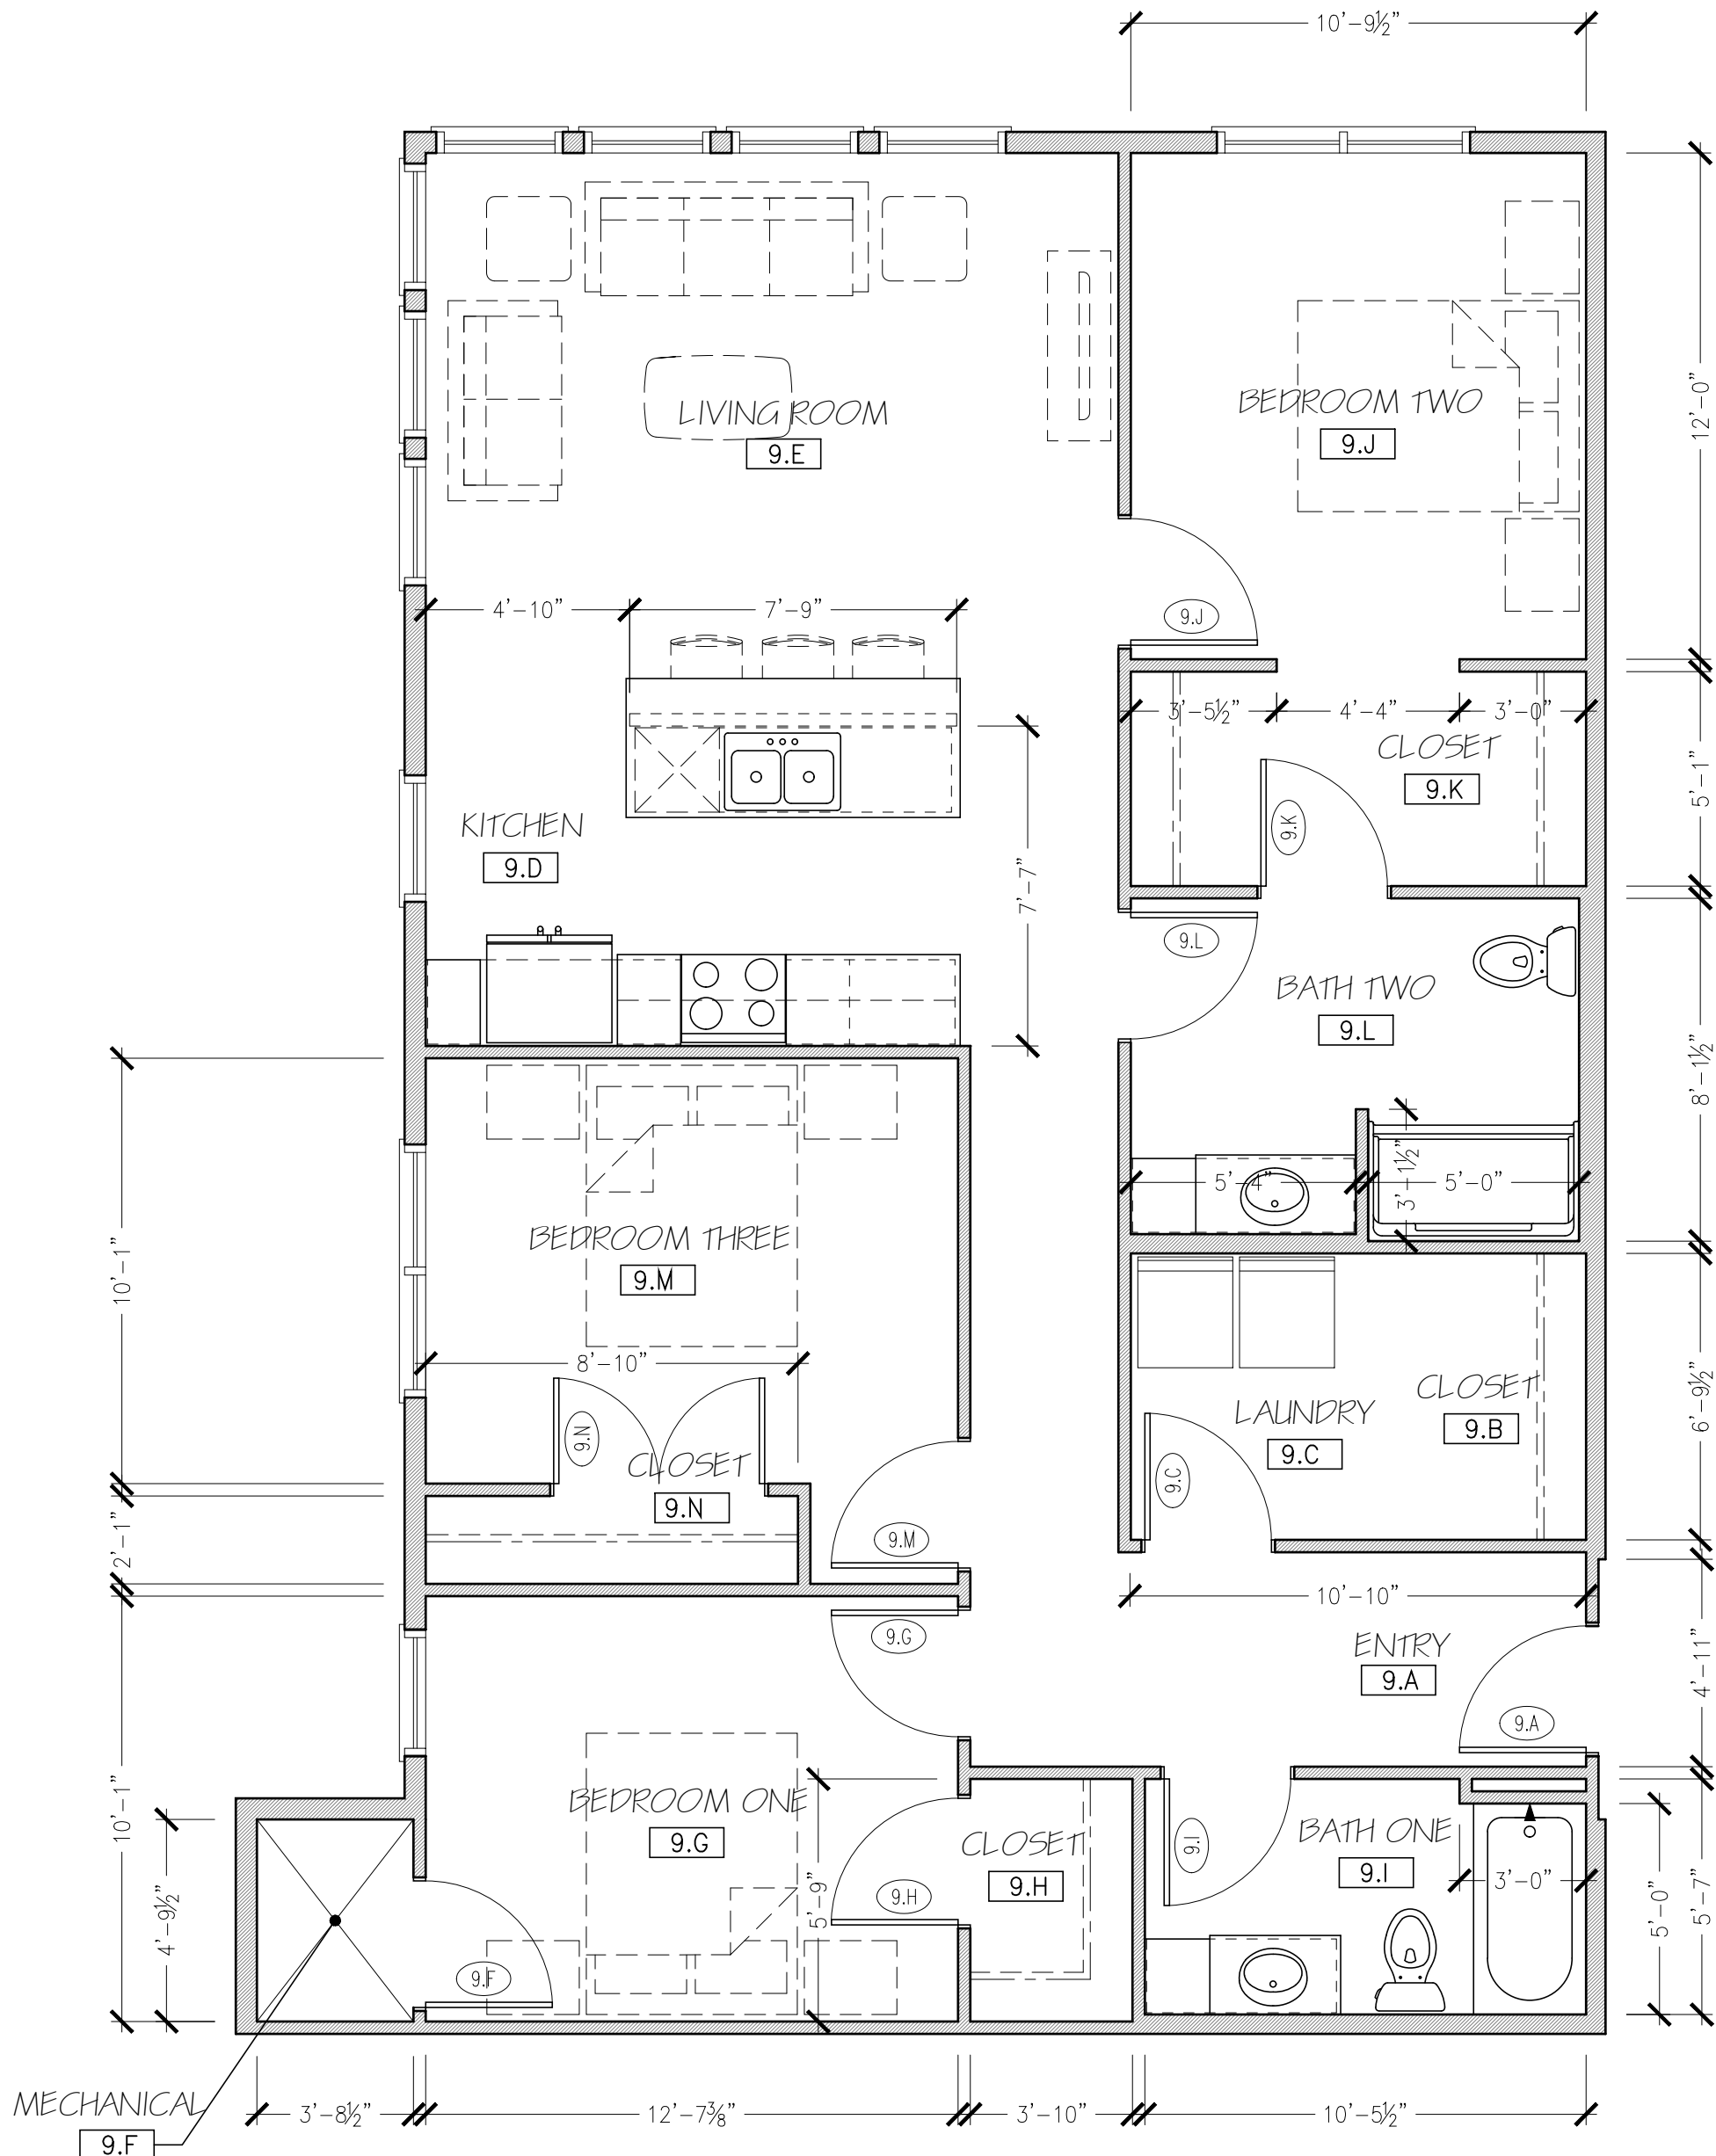 10'-9½"
LIVING ROOM
9.E
BEDROOM TWO
9.J
12'-0"
4'-10"
7'-9"
9.J
3'-5½"
4'-4"
3'-0"
CLOSET
9.K
5'-1"
KITCHEN
9.D
9.K
7'-7"
9.L
BATH TWO
9.L
8'-1½"
3'-1½"
5'-4"
5'-0"
BEDROOM THREE
9.M
10'-1"
8'-10"
CLOSET
9.B
LAUNDRY
9.C
6'-9½"
9.N
CLOSET
9.N
9.C
9.M
2'-1"
10'-10"
9.G
ENTRY
9.A
4'-11"
9.A
10'-1"
BEDROOM ONE
9.G
CLOSET
9.H
9.I
BATH ONE
9.I
3'-0"
4'-9½"
5'-9"
9.H
5'-0"
5'-7"
9.F
MECHANICAL
9.F
3'-8½"
12'-7⅜"
3'-10"
10'-5½"